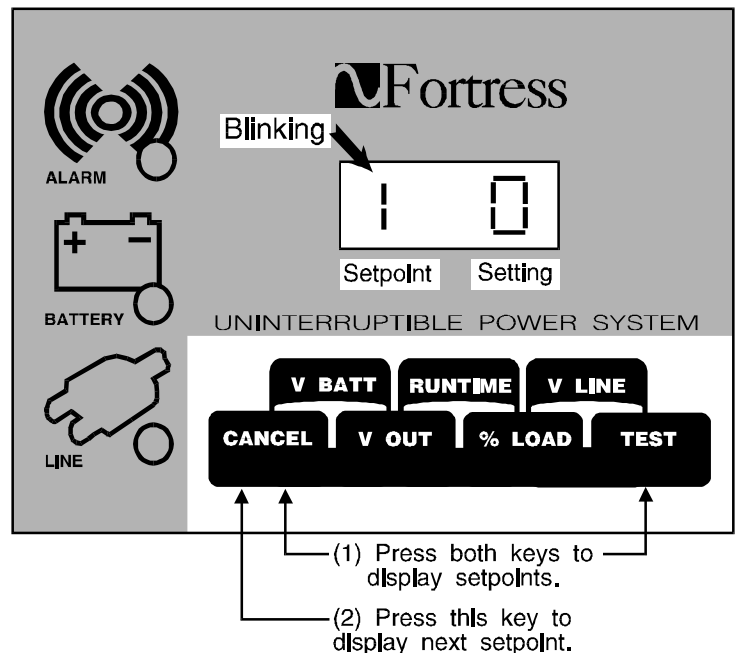 Fortress
Blinking
ALARM
1 0
Setpoint Setting
+ -
BATTERY
UNINTERRUPTIBLE POWER SYSTEM
V BATT RUNTIME V LINE
CANCEL V OUT % LOAD TEST
LINE
(1) Press both keys to
display setpoints.
(2) Press this key to
display next setpoint.